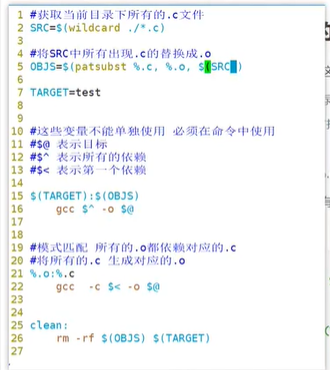 1 #获取当前目录下所有的.c文件
2 SRC=$(wildcard ./*.c)
3
4 #将SRC中所有出现.c的替换成.o
5 OBJS=$(patsubst %.c, %.o, $(SRC))
6
7 TARGET=test
8
9
10 #这些变量不能单独使用 必须在命令中使用
11 #$@ 表示目标
12 #$^ 表示所有的依赖
13 #$< 表示第一个依赖
14
15 $(TARGET):$(OBJS)
16     gcc $^ -o $@
17
18
19 #模式匹配 所有的.o都依赖对应的.c
20 #将所有的.c 生成对应的.o
21 %.o:%.c
22     gcc  -c $< -o $@
23
24
25 clean:
26     rm -rf $(OBJS) $(TARGET)
27